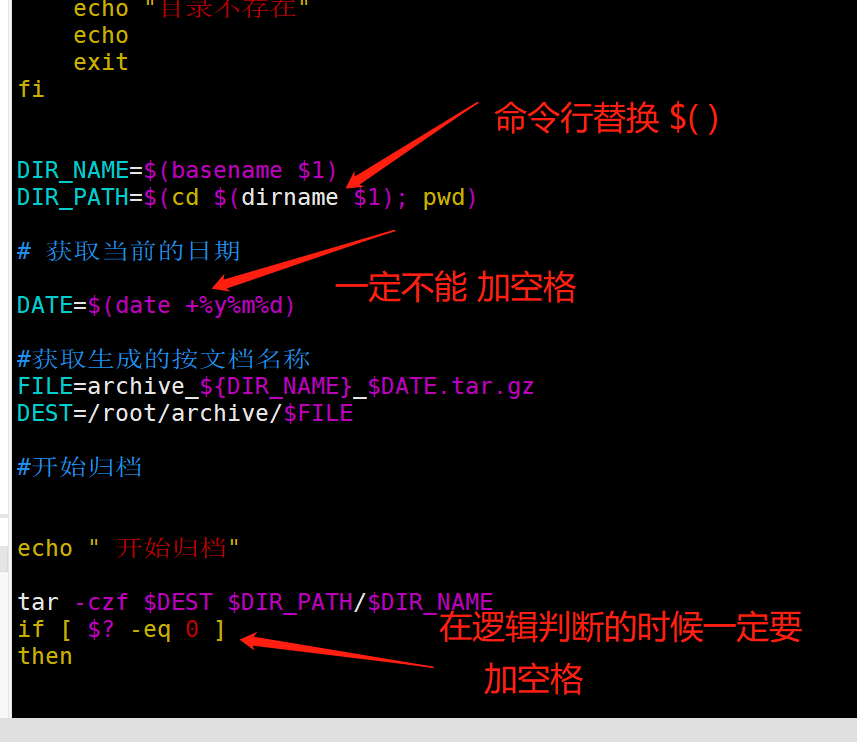 echo "目录不存在"
echo
exit
fi
命令行替换 $( )
DIR_NAME=$(basename $1)
DIR_PATH=$(cd $(dirname $1); pwd)
# 获取当前的日期
一定不能 加空格
DATE=$(date +%y%m%d)
#获取生成的按文档名称
FILE=archive_${DIR_NAME}_$DATE.tar.gz
DEST=/root/archive/$FILE
#开始归档
echo " 开始归档"
tar -czf $DEST $DIR_PATH/$DIR_NAME
if [ $? -eq 0 ]
在逻辑判断的时候一定要
then
加空格